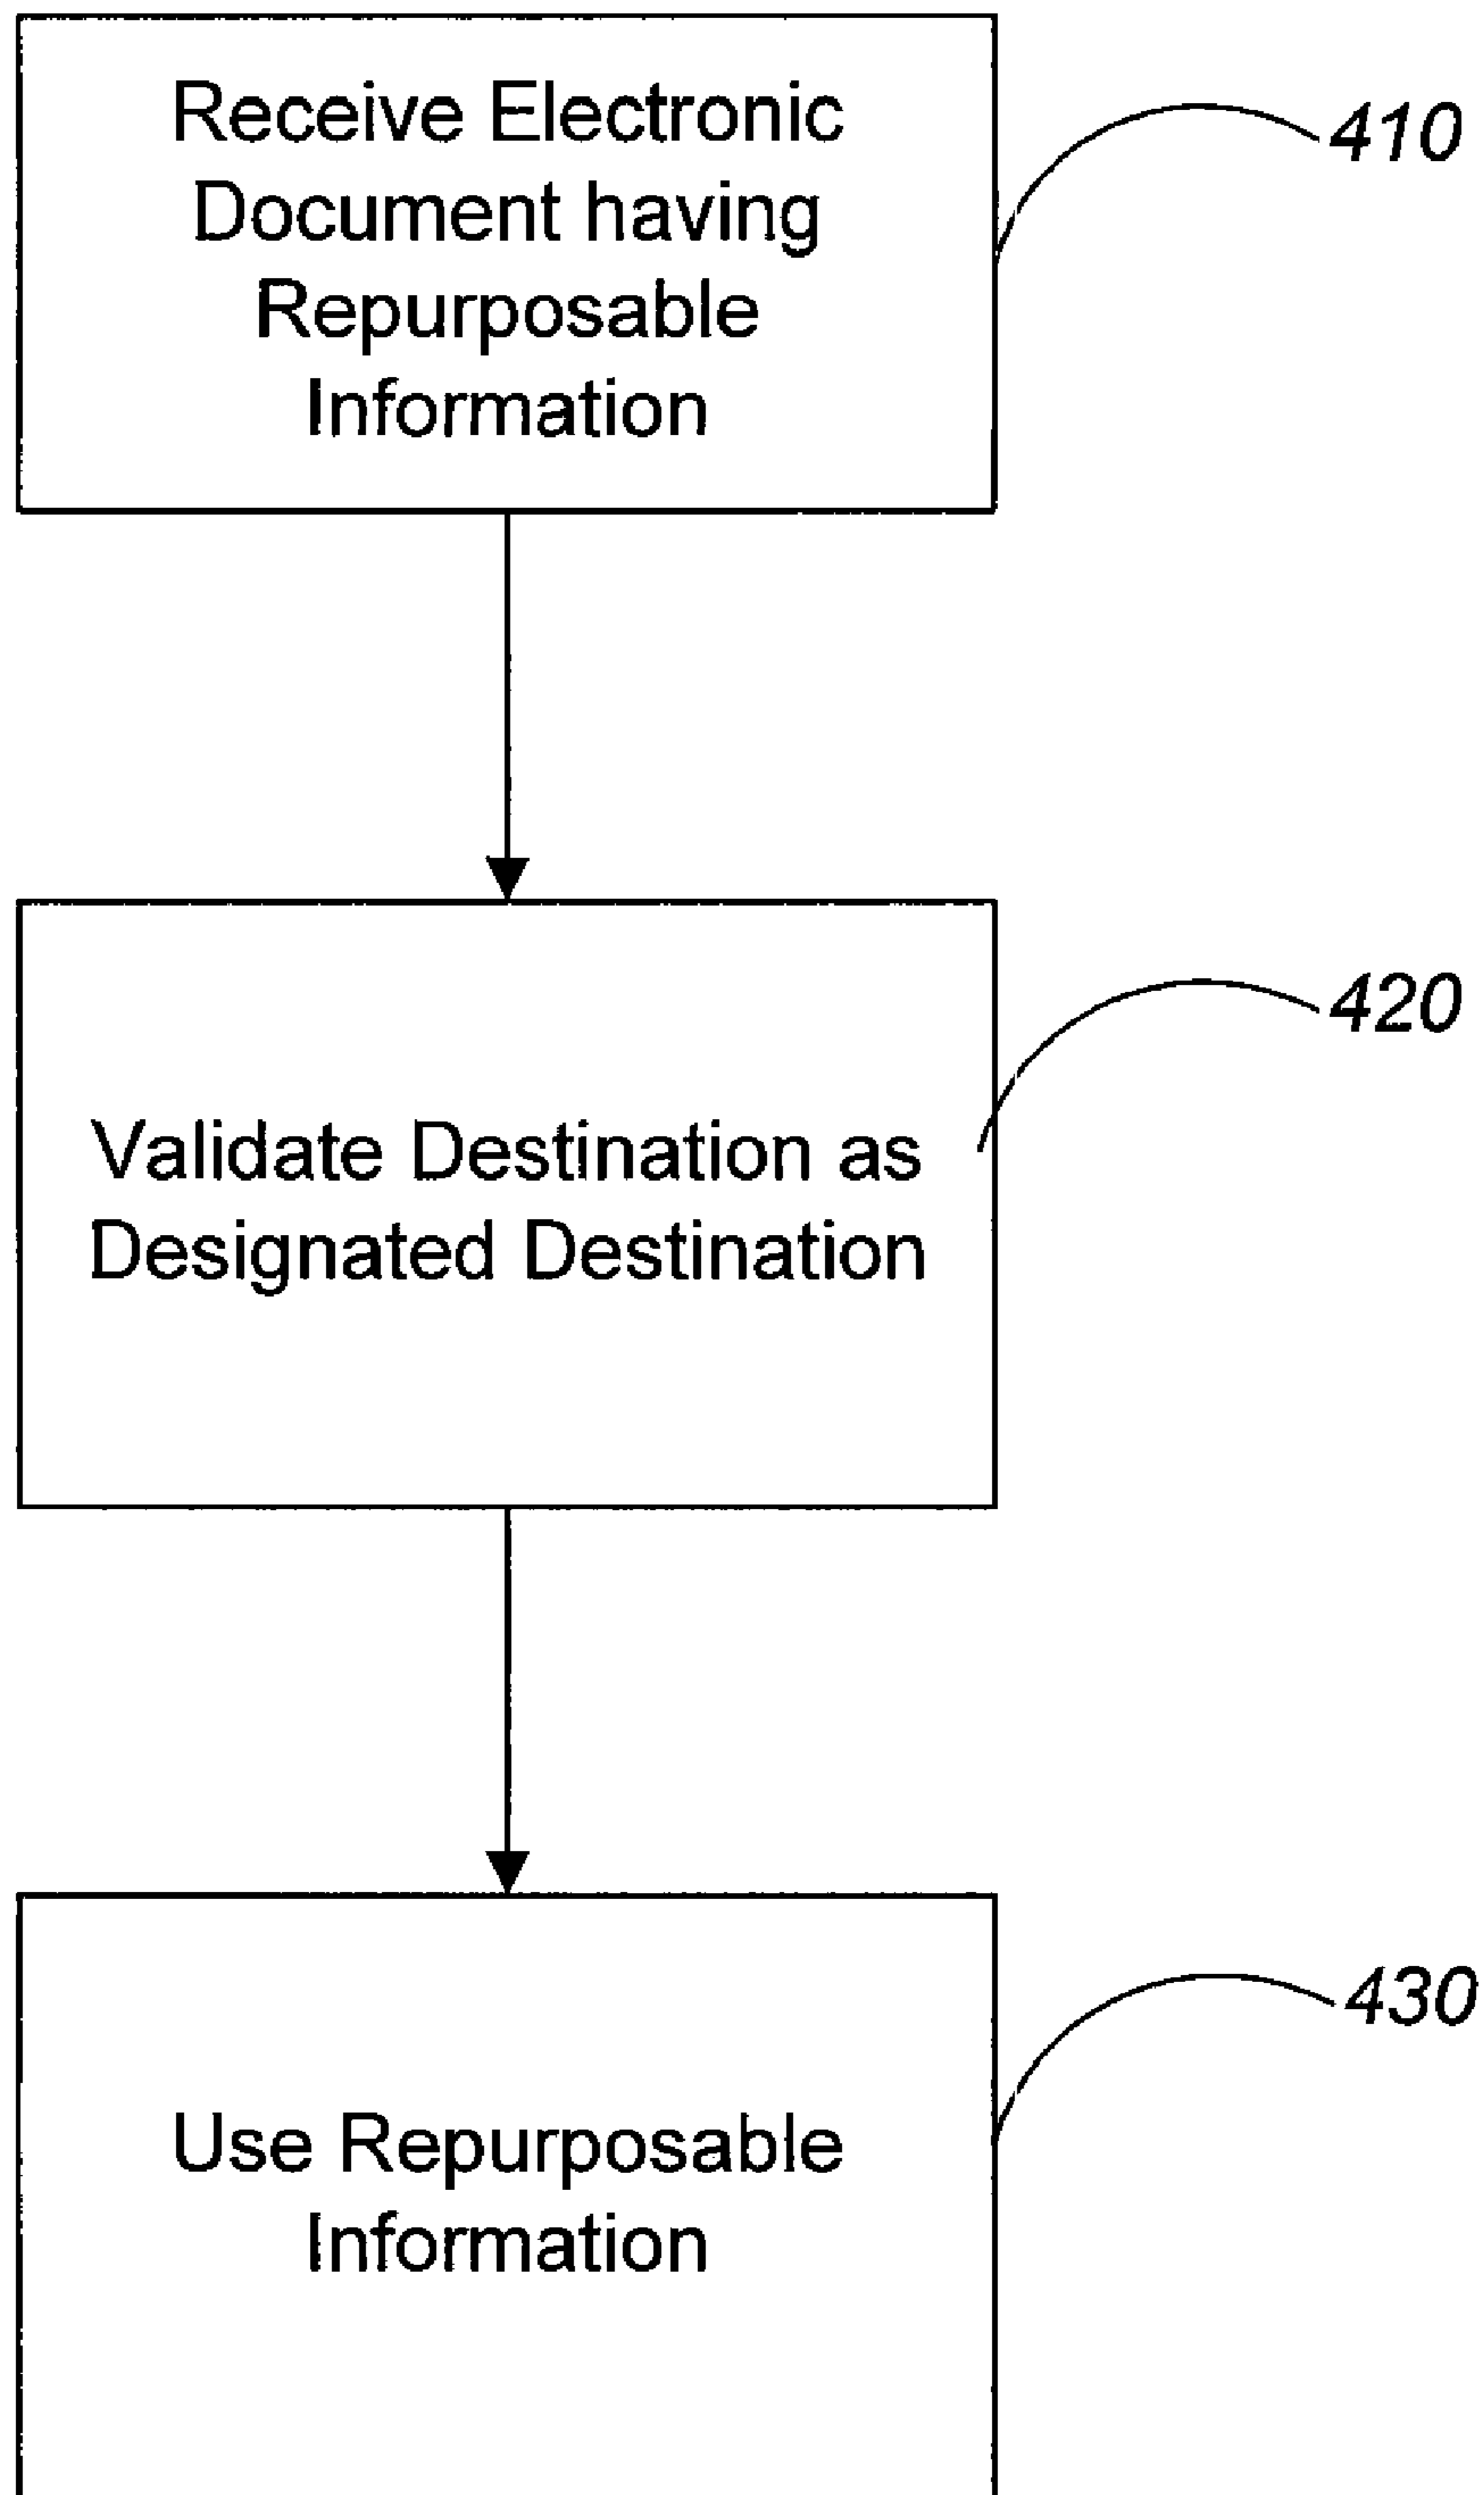 Receive Electronic
Document having
Repurposable
Information
410
Validate Destination as
Designated Destination
420
Use Repurposable
Information
430